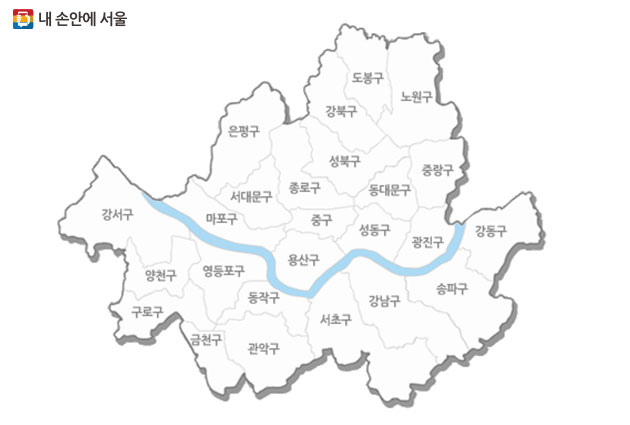 내 손안에 서울
도봉구
노원구
강북구
은평구
성북구
중랑구
서대문구
종로구
동대문구
강서구
마포구
중구
성동구
광진구
강동구
양천구
영등포구
용산구
송파구
동작구
강남구
구로구
서초구
금천구
관악구